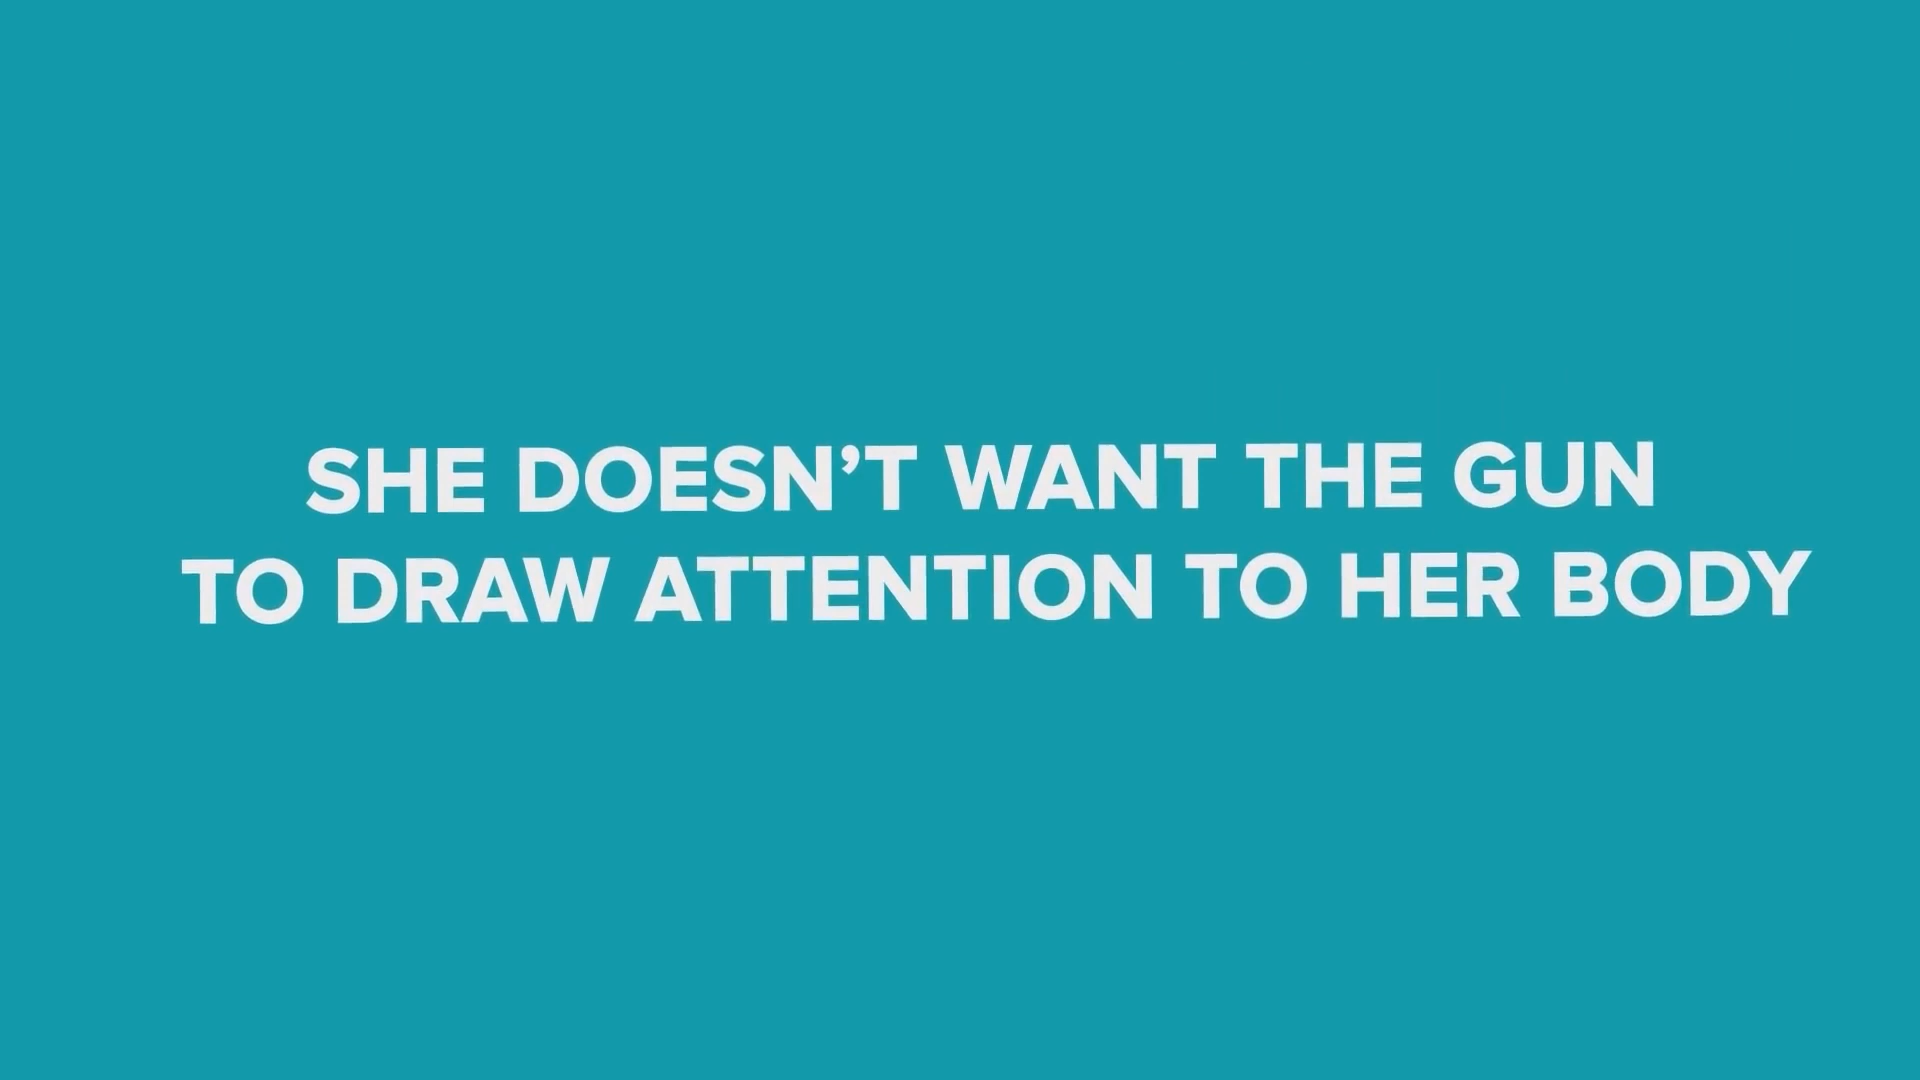 SHE DOESN’T WANT THE GUN
TO DRAW ATTENTION TO HER BODY